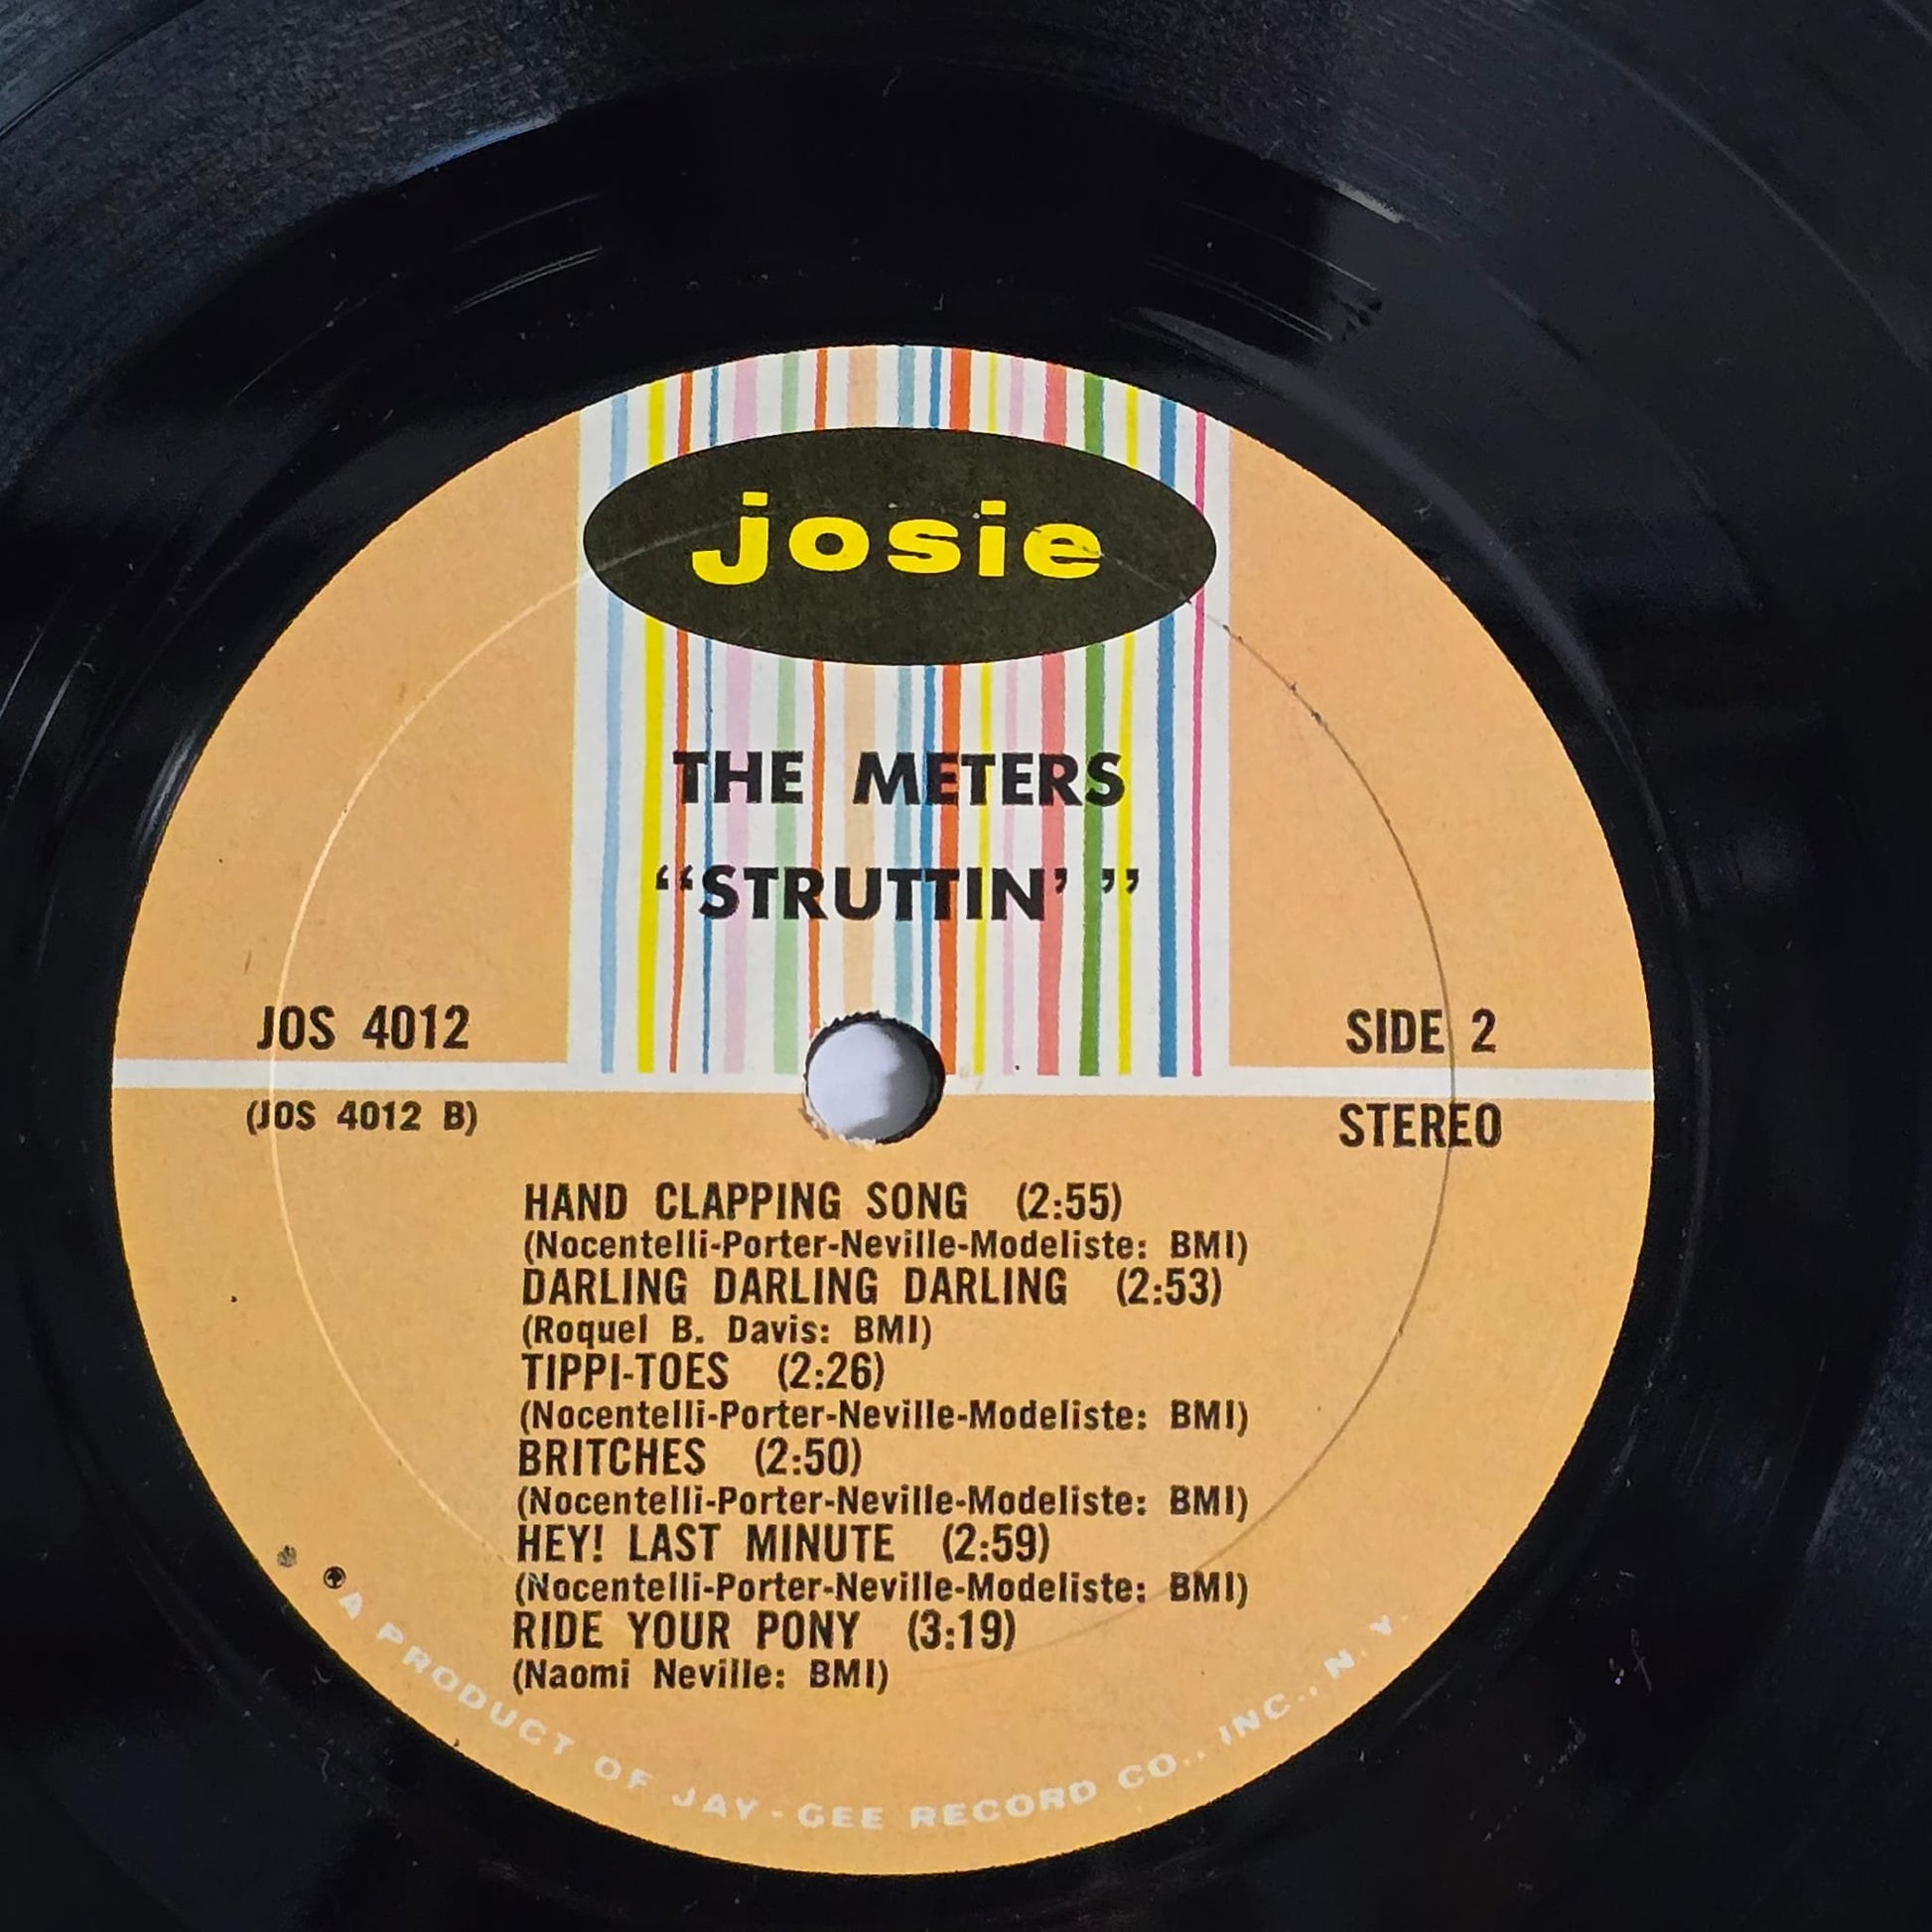 josie
THE METERS
“STRUTTIN’ ”
JOS 4012
SIDE 2
(JOS 4012 B)
STEREO
HAND CLAPPING SONG (2:55)
(Nocentelli-Porter-Neville-Modeliste: BMI)
DARLING DARLING DARLING (2:53)
(Roquel B. Davis: BMI)
TIPPI-TOES (2:26)
(Nocentelli-Porter-Neville-Modeliste: BMI)
BRITCHES (2:50)
(Nocentelli-Porter-Neville-Modeliste: BMI)
HEY! LAST MINUTE (2:59)
(Nocentelli-Porter-Neville-Modeliste: BMI)
RIDE YOUR PONY (3:19)
(Naomi Neville: BMI)
A PRODUCT OF JAY-GEE RECORD CO., INC., N.Y.